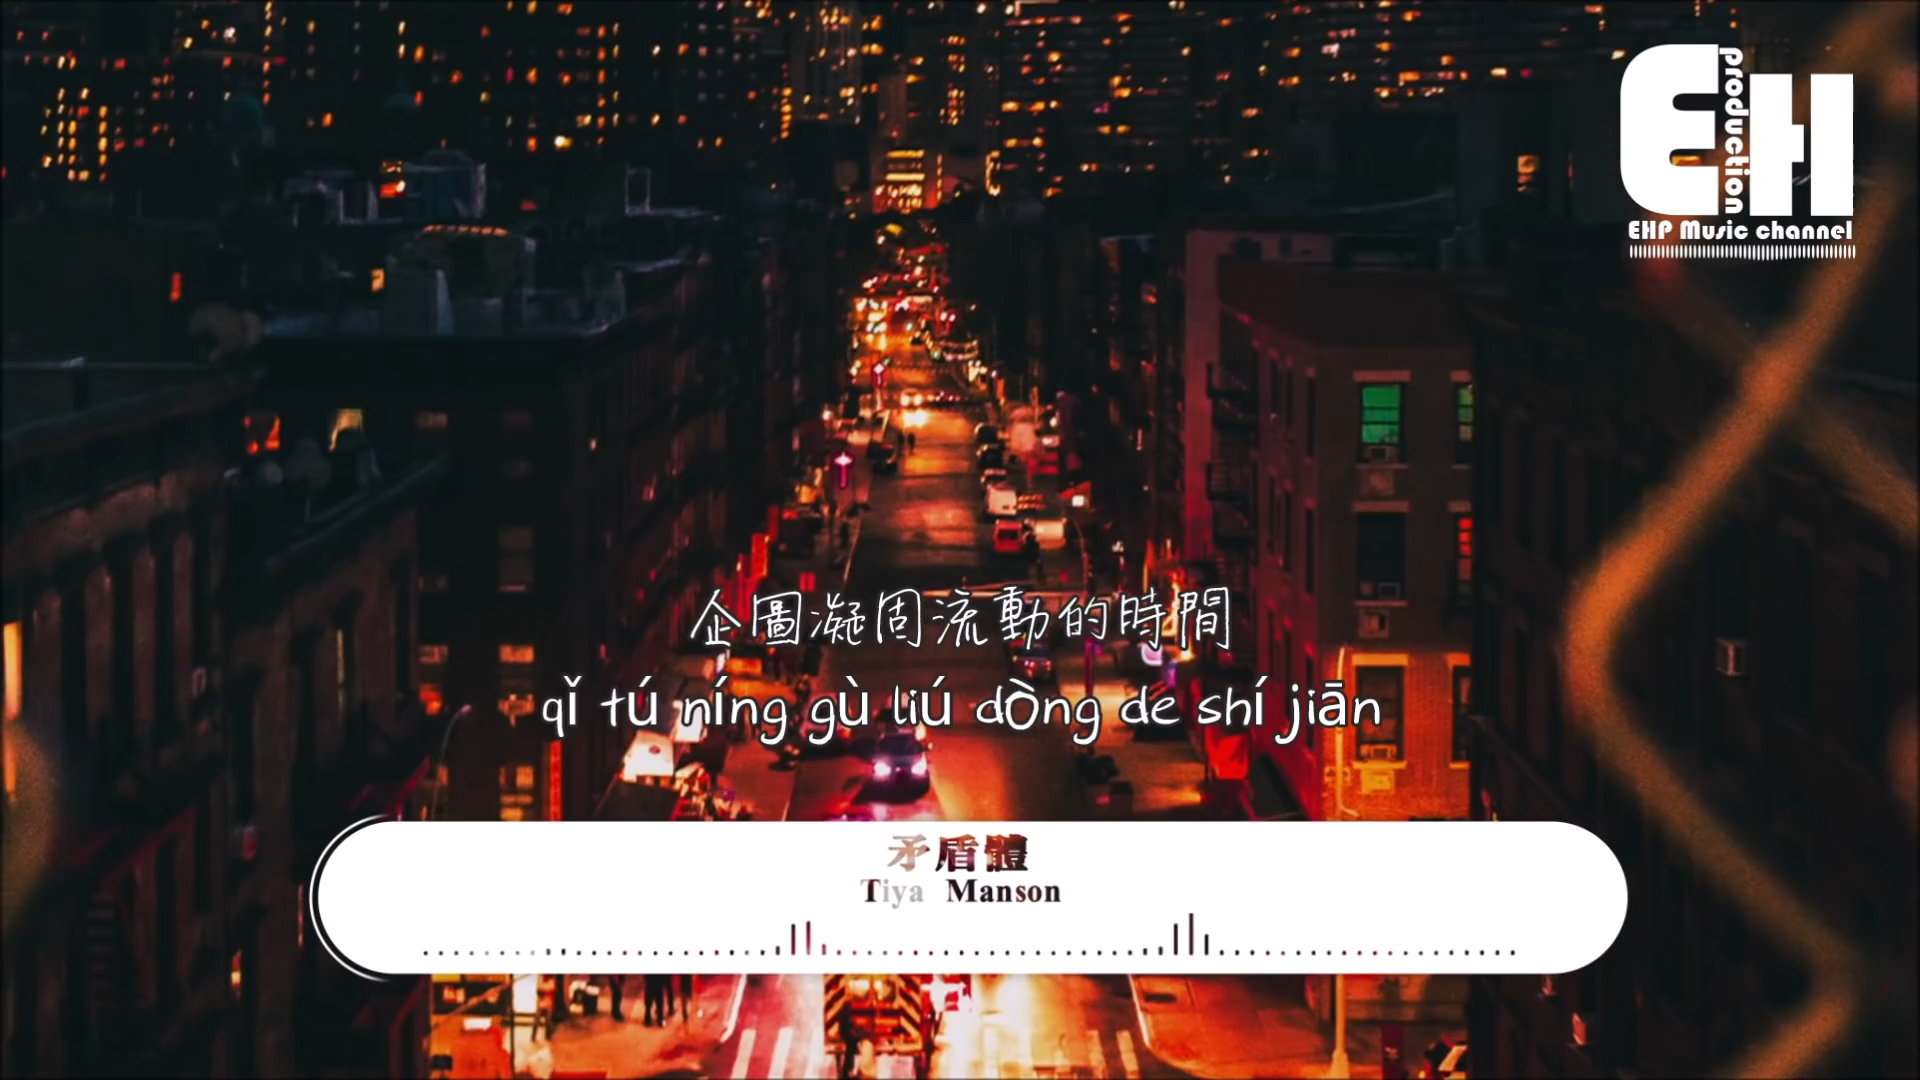 production
EH
EHP Music channel
企圖凝固流動的時間
qǐ tú níng gù liú dòng de shí jiān
矛盾體
Tiya Manson